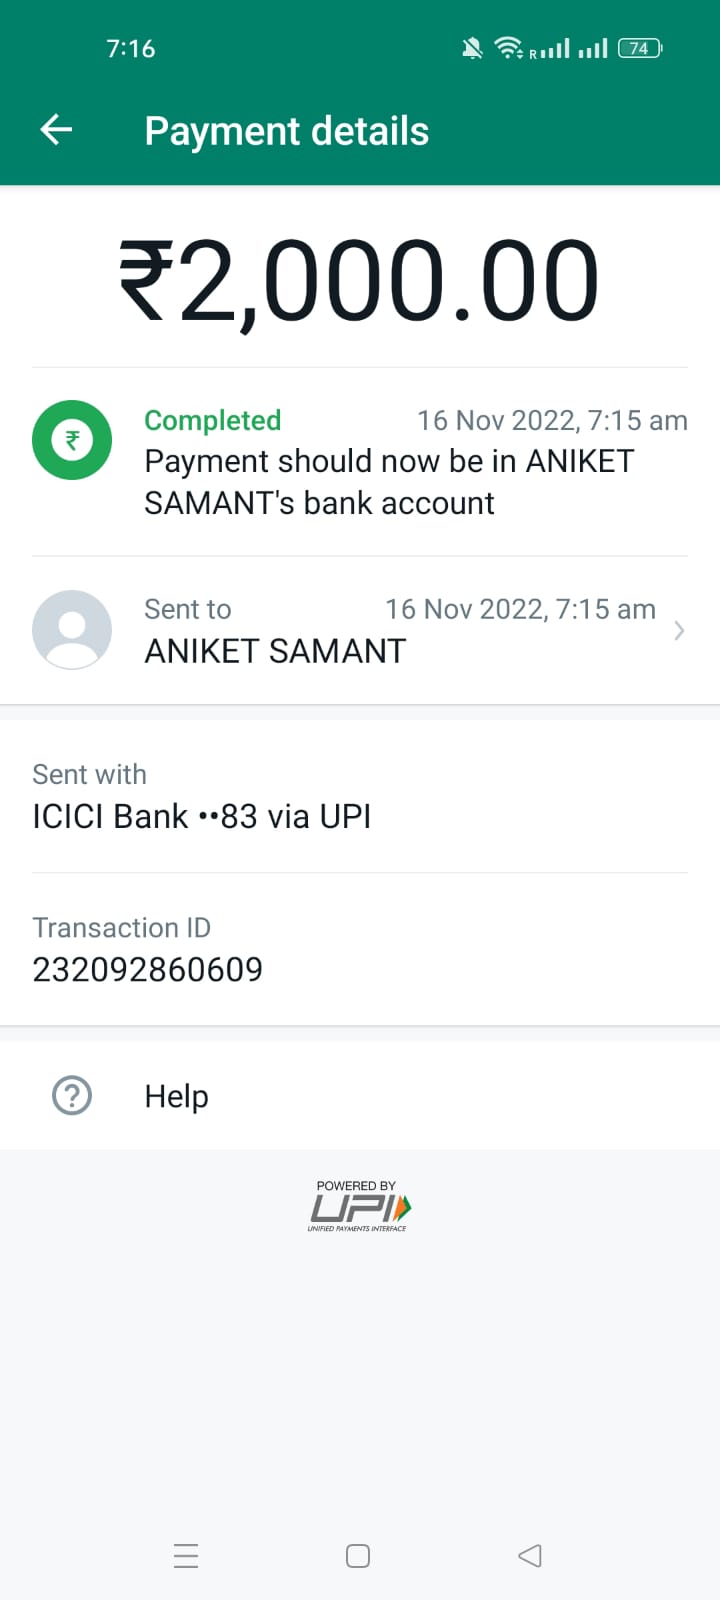 7:16
R
74
Payment details
₹2,000.00
₹
Completed
16 Nov 2022, 7:15 am
Payment should now be in ANIKET
SAMANT's bank account
Sent to
16 Nov 2022, 7:15 am
ANIKET SAMANT
Sent with
ICICI Bank ••83 via UPI
Transaction ID
232092860609
?
Help
POWERED BY
UPI
UNIFIED PAYMENTS INTERFACE